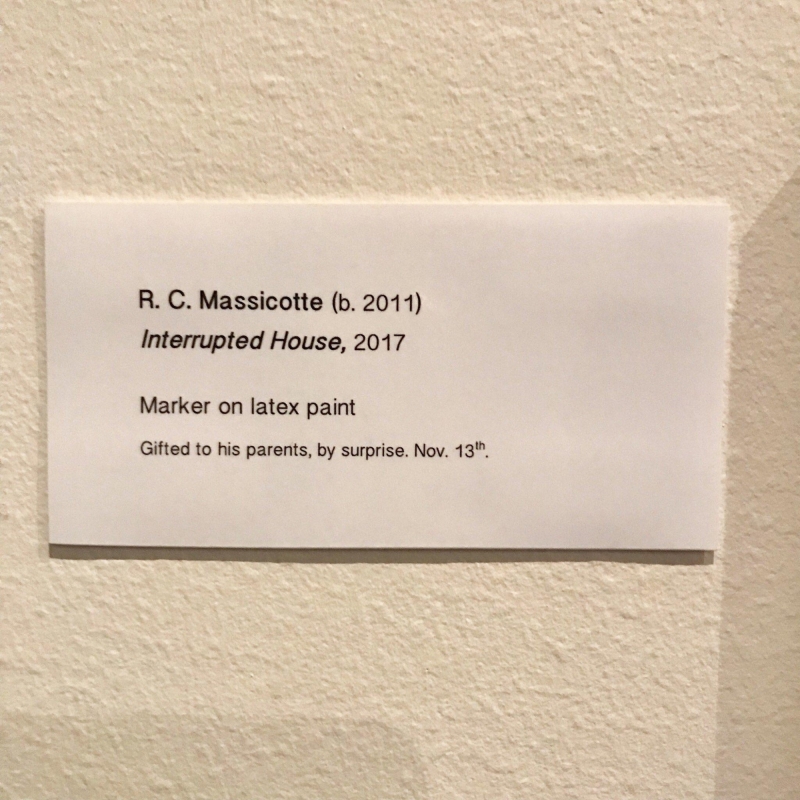 R. C. Massicotte (b. 2011)
Interrupted House, 2017
Marker on latex paint
Gifted to his parents, by surprise. Nov. 13th.